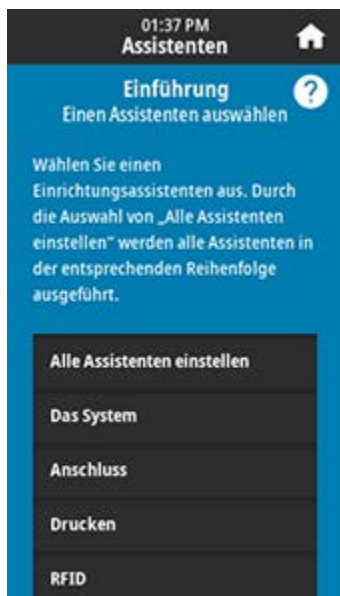 01:37 PM
Assistenten
Einführung
Einen Assistenten auswählen
?
Wählen Sie einen
Einrichtungsassistenten aus. Durch
die Auswahl von „Alle Assistenten
einstellen“ werden alle Assistenten in
der entsprechenden Reihenfolge
ausgeführt.
Alle Assistenten einstellen
Das System
Anschluss
Drucken
RFID